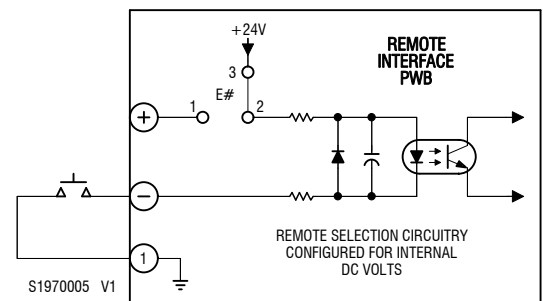 +24V
REMOTE
INTERFACE
PWB
3
E#
1
2
+
−
1
REMOTE SELECTION CIRCUITRY
CONFIGURED FOR INTERNAL
DC VOLTS
S1970005 V1